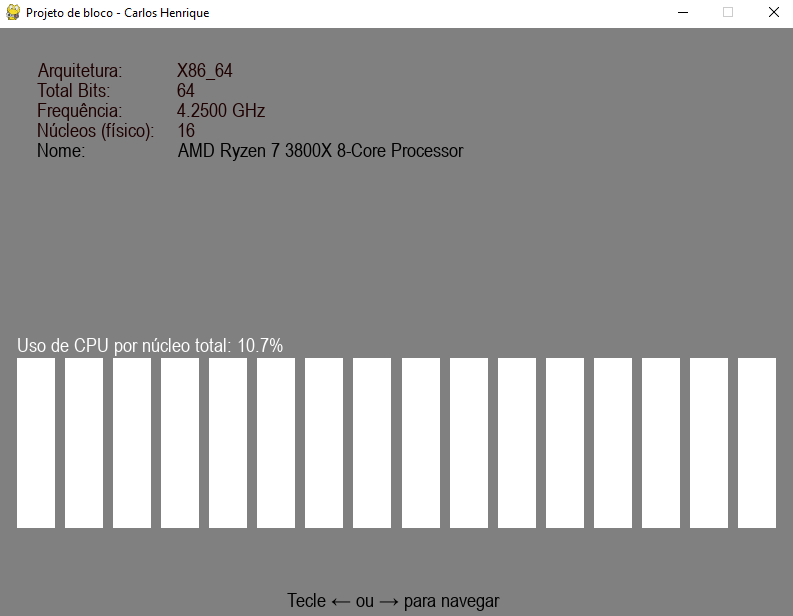 Projeto de bloco - Carlos Henrique
Arquitetura: X86_64
Total Bits: 64
Frequência: 4.2500 GHz
Núcleos (físico): 16
Nome: AMD Ryzen 7 3800X 8-Core Processor
Uso de CPU por núcleo total: 10.7%
Tecle ← ou → para navegar